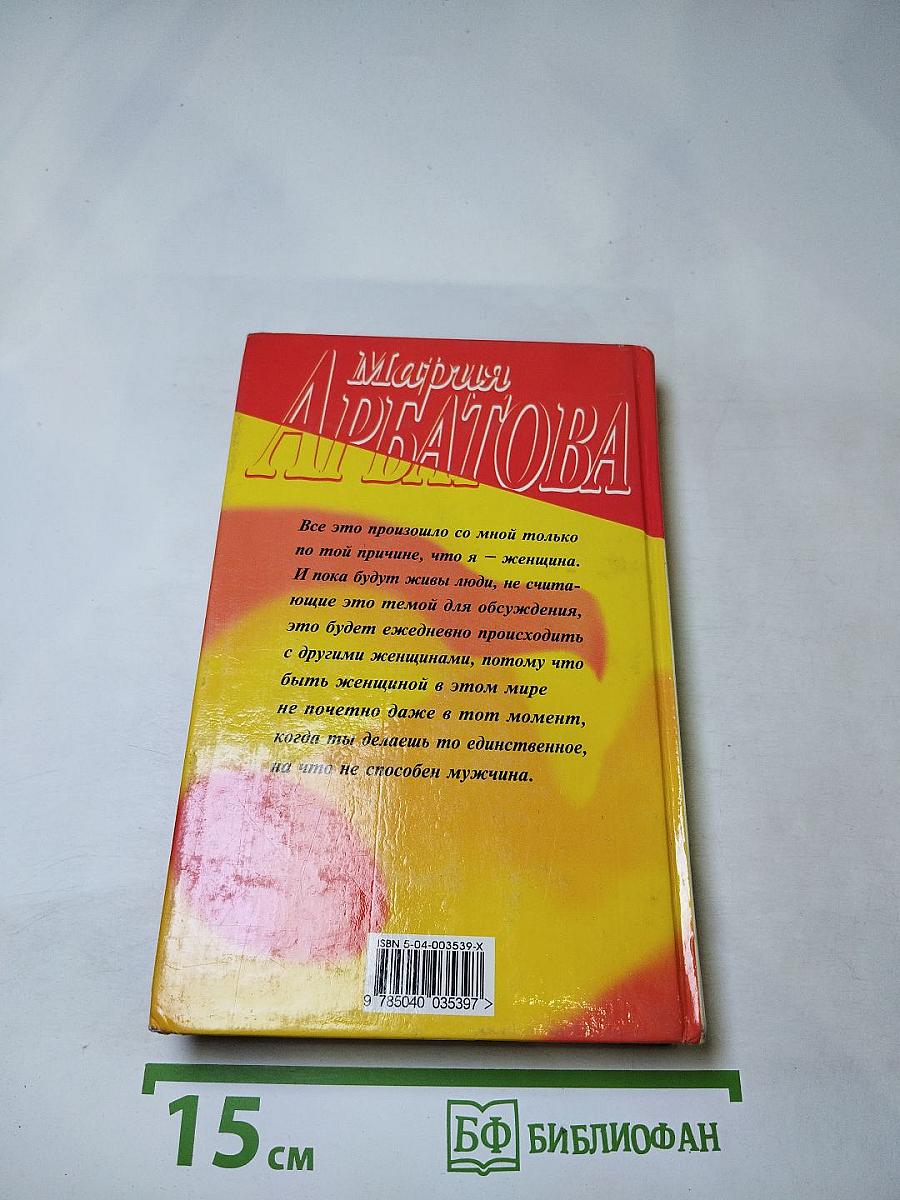 Мария
АРБАТОВА
Все это произошло со мной только
по той причине, что я – женщина.
И пока будут живы люди, не счита-
ющие это темой для обсуждения,
это будет ежедневно происходить
с другими женщинами, потому что
быть женщиной в этом мире
не почетно даже в тот момент,
когда ты делаешь то единственное,
на что не способен мужчина.
ISBN 5-04-003539-X
9 785040 035397 >
15 см
БФ БИБЛИОФАН